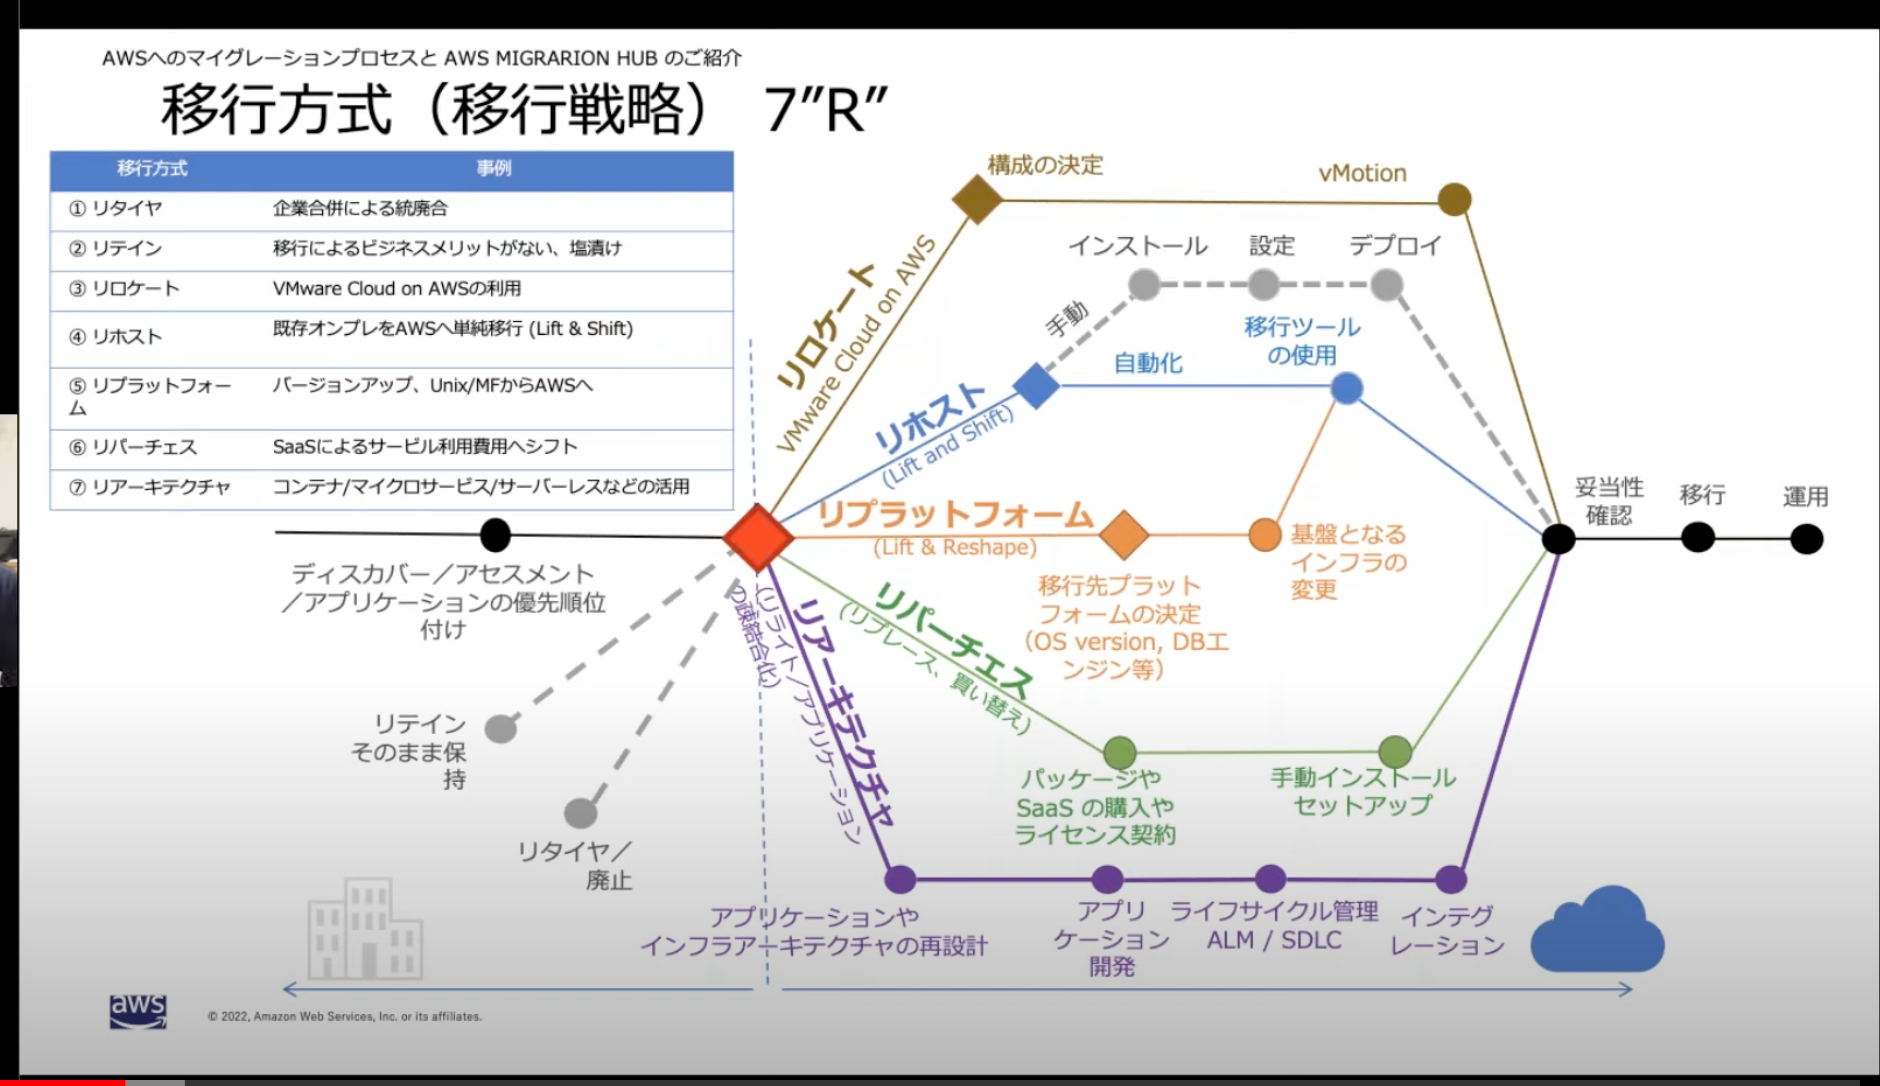 AWSへのマイグレーションプロセスと AWS MIGRARION HUB のご紹介
移行方式（移行戦略） 7"R"
移行方式 事例
① リタイヤ 企業合併による統廃合
② リテイン 移行によるビジネスメリットがない、塩漬け
③ リロケート VMware Cloud on AWSの利用
④ リホスト 既存オンプレをAWSへ単純移行 (Lift & Shift)
⑤ リプラットフォー
ム
バージョンアップ、Unix/MFからAWSへ
⑥ リパーチェス SaaSによるサービル利用費用へシフト
⑦ リアーキテクチャ コンテナ/マイクロサービス/サーバーレスなどの活用
ディスカバー／アセスメント
／アプリケーションの優先順位
付け
リテイン
そのまま保
持
リタイヤ／
廃止
リロケート
VMware Cloud on AWS
構成の決定
vMotion
リホスト
(Lift and Shift)
手動
インストール
設定
デプロイ
自動化
移行ツール
の使用
リプラットフォーム
(Lift & Reshape)
移行先プラット
フォームの決定
（OS version, DBエ
ンジン等）
基盤となる
インフラの
変更
リパーチェス
(リプレース、買い替え)
パッケージや
SaaS の購入や
ライセンス契約
手動インストール
セットアップ
リアーキテクチャ
(リライト／アプリケーション
の疎結合化)
アプリケーションや
インフラアーキテクチャの再設計
アプリ
ケーション
開発
ライフサイクル管理
ALM / SDLC
インテグ
レーション
妥当性
確認
移行
運用
aws
© 2022, Amazon Web Services, Inc. or its affiliates.